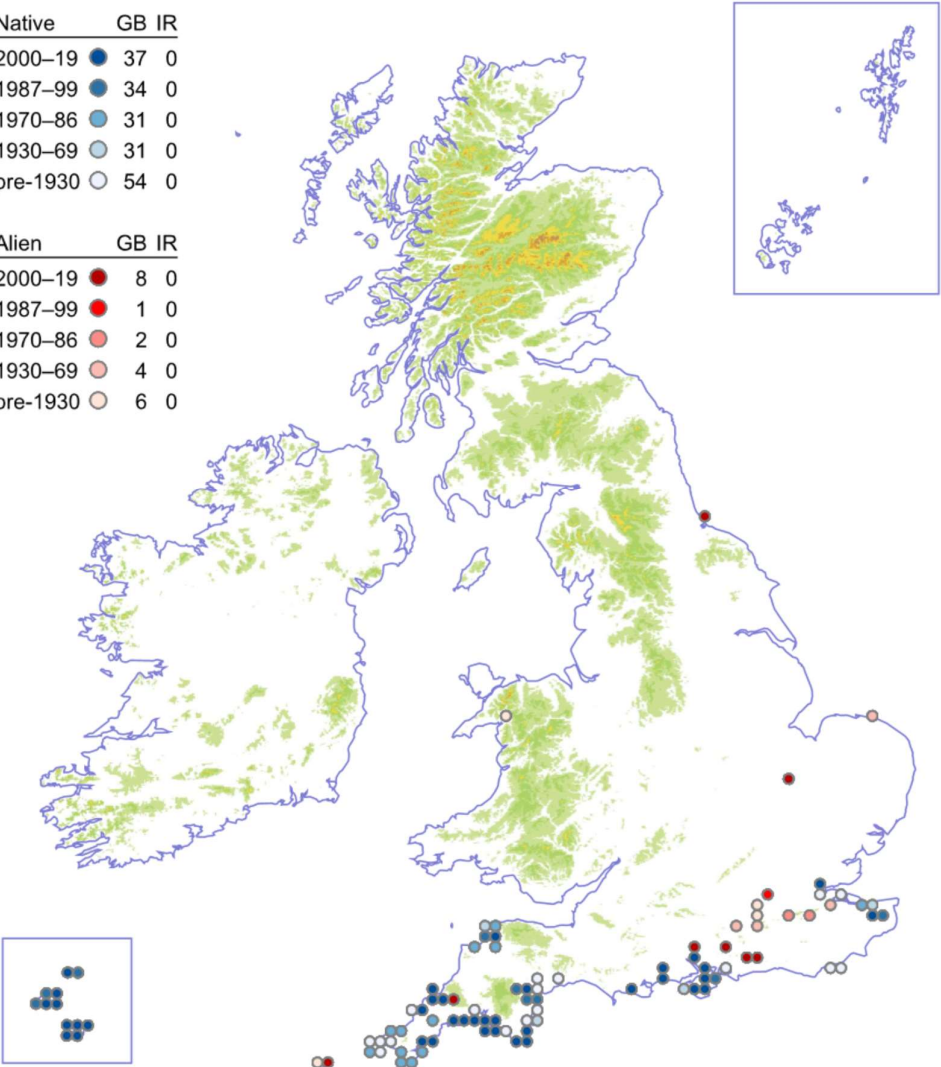 Native GB IR
2000–19 37 0
1987–99 34 0
1970–86 31 0
1930–69 31 0
pre-1930 54 0
Alien GB IR
2000–19 8 0
1987–99 1 0
1970–86 2 0
1930–69 4 0
pre-1930 6 0